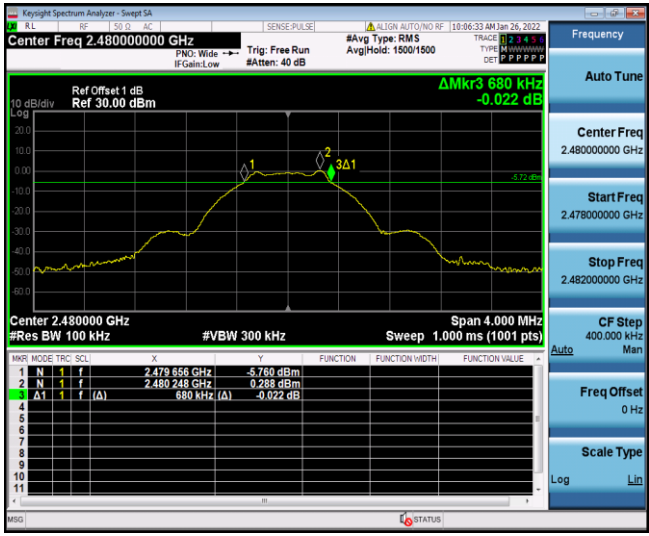 Keysight Spectrum Analyzer - Swept SA
RL RF 50 Ω AC SENSE:PULSE ALIGN AUTO/NO RF 10:06:33 AM Jan 26, 2022
Center Freq 2.480000000 GHz
PNO: Wide
IFGain:Low
Trig: Free Run
#Atten: 40 dB
#Avg Type: RMS
Avg|Hold: 1500/1500
TRACE 1 2 3 4 5 6
TYPE M W W W W W
DET P P P P P P
Ref Offset 1 dB
10 dB/div Ref 30.00 dBm
Log
ΔMkr3 680 kHz
-0.022 dB
20.0
10.0
0.00
-10.0
-20.0
-30.0
-40.0
-50.0
-60.0
1
2
3Δ1
-5.72 dBm
Center 2.480000 GHz Span 4.000 MHz
#Res BW 100 kHz #VBW 300 kHz Sweep 1.000 ms (1001 pts)
MKR MODE TRC SCL X Y FUNCTION FUNCTION WIDTH FUNCTION VALUE
1 N 1 f 2.479 656 GHz -5.760 dBm
2 N 1 f 2.480 248 GHz 0.288 dBm
3 Δ1 1 f (Δ) 680 kHz (Δ) -0.022 dB
4
5
6
7
8
9
10
11
MSG STATUS
Frequency
Auto Tune
Center Freq
2.480000000 GHz
Start Freq
2.478000000 GHz
Stop Freq
2.482000000 GHz
CF Step
400.000 kHz
Auto Man
Freq Offset
0 Hz
Scale Type
Log Lin